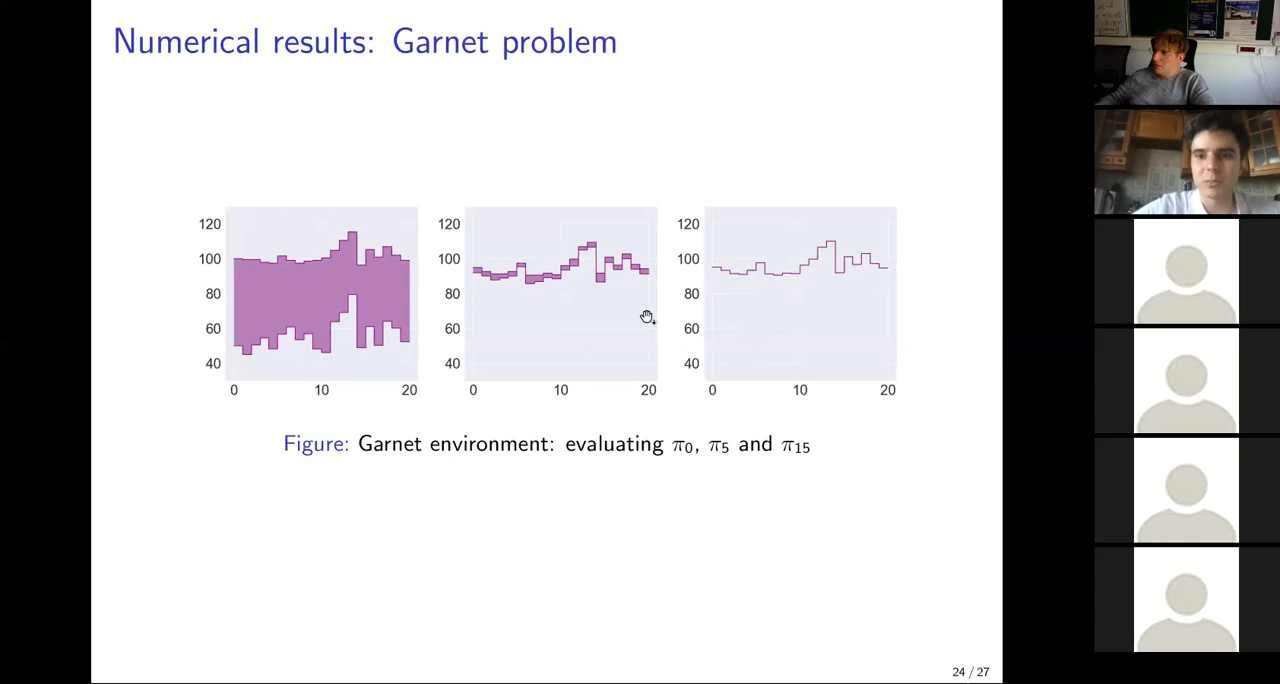 Numerical results: Garnet problem
120
100
80
60
40
0 10 20
120
100
80
60
40
0 10 20
120
100
80
60
40
0 10 20
Figure: Garnet environment: evaluating π₀, π₅ and π₁₅
24 / 27